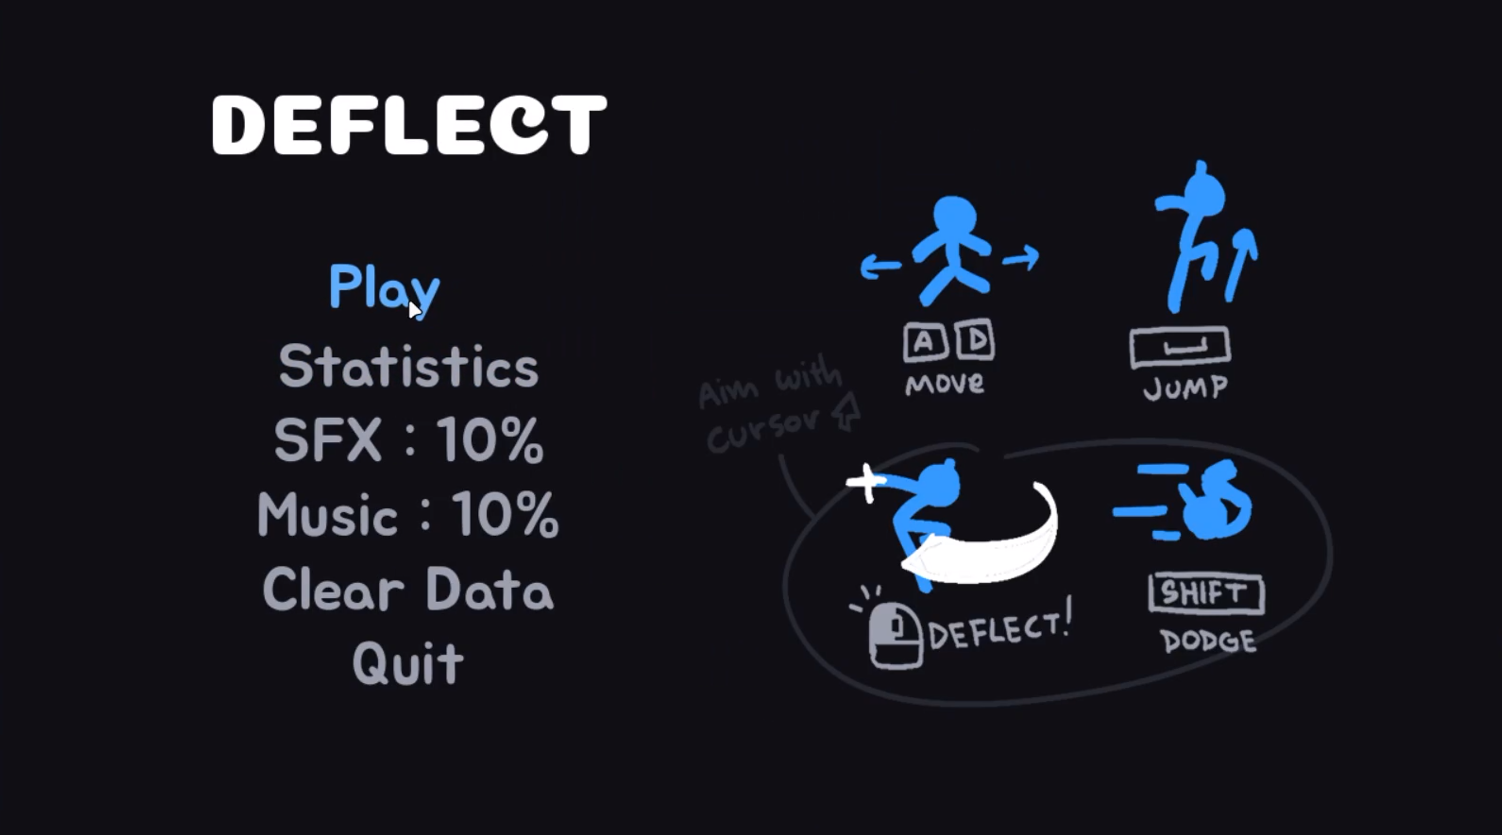 DEFLECT
Play
Statistics
SFX : 10%
Music : 10%
Clear Data
Quit
A D
MOVE
JUMP
Aim with
cursor
DEFLECT!
SHIFT
DODGE